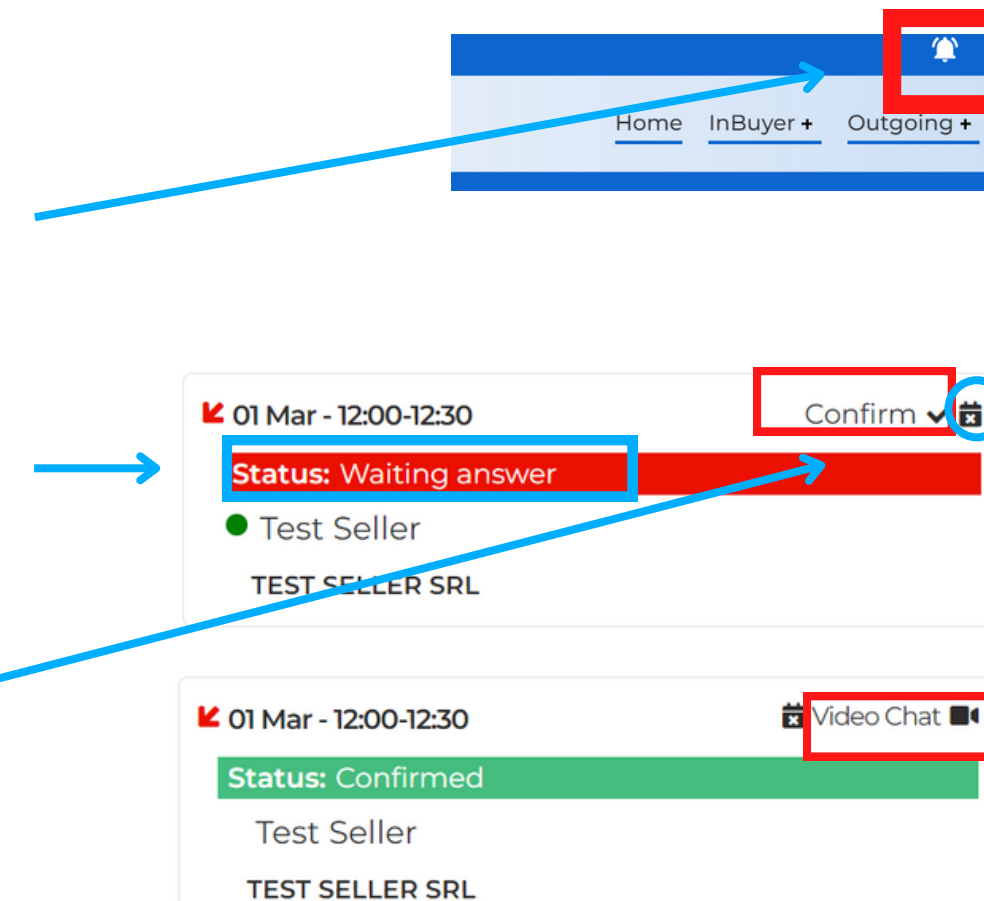 Home InBuyer + Outgoing +
01 Mar - 12:00-12:30 Confirm
Status: Waiting answer
Test Seller
TEST SELLER SRL
01 Mar - 12:00-12:30 Video Chat
Status: Confirmed
Test Seller
TEST SELLER SRL